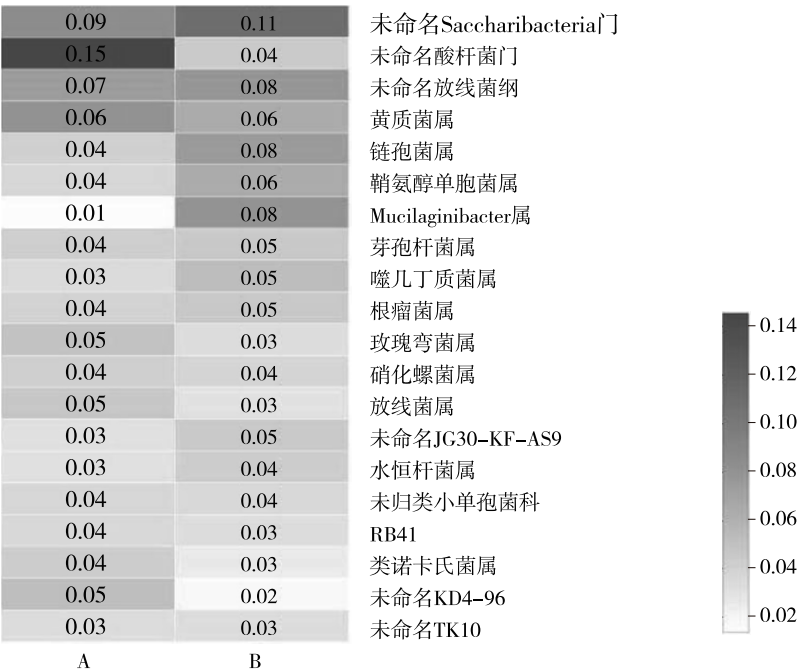 0.09 0.11 未命名Saccharibacteria门
0.15 0.04 未命名酸杆菌门
0.07 0.08 未命名放线菌纲
0.06 0.06 黄质菌属
0.04 0.08 链孢菌属
0.04 0.06 鞘氨醇单胞菌属
0.01 0.08 Mucilaginibacter属
0.04 0.05 芽孢杆菌属
0.03 0.05 噬几丁质菌属
0.04 0.05 根瘤菌属
0.05 0.03 玫瑰弯菌属
0.04 0.04 硝化螺菌属
0.05 0.03 放线菌属
0.03 0.05 未命名JG30-KF-AS9
0.03 0.04 水恒杆菌属
0.04 0.04 未归类小单孢菌科
0.04 0.03 RB41
0.04 0.03 类诺卡氏菌属
0.05 0.02 未命名KD4-96
0.03 0.03 未命名TK10
A B
0.14
0.12
0.10
0.08
0.06
0.04
0.02